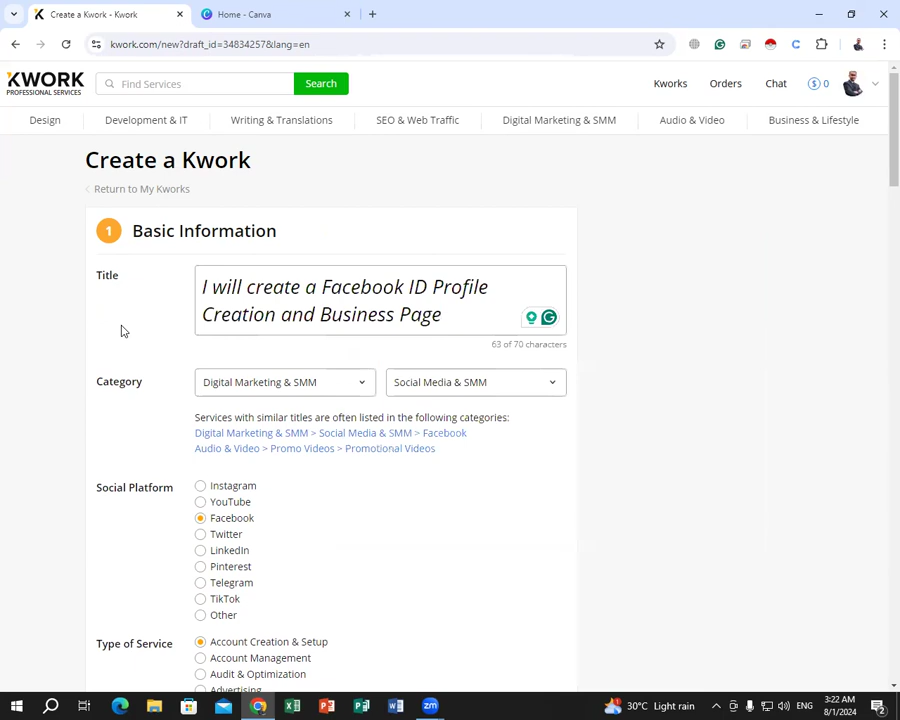 Create a Kwork - Kwork
Home - Canva
kwork.com/new?draft_id=34834257&lang=en
KWORK
PROFESSIONAL SERVICES
Find Services
Search
Kworks
Orders
Chat
$ 0
Design
Development & IT
Writing & Translations
SEO & Web Traffic
Digital Marketing & SMM
Audio & Video
Business & Lifestyle
Create a Kwork
Return to My Kworks
1 Basic Information
Title
I will create a Facebook ID Profile
Creation and Business Page
63 of 70 characters
Category
Digital Marketing & SMM
Social Media & SMM
Services with similar titles are often listed in the following categories:
Digital Marketing & SMM > Social Media & SMM > Facebook
Audio & Video > Promo Videos > Promotional Videos
Social Platform
Instagram
YouTube
Facebook
Twitter
LinkedIn
Pinterest
Telegram
TikTok
Other
Type of Service
Account Creation & Setup
Account Management
Audit & Optimization
Advertising
30°C Light rain
ENG
3:22 AM
8/1/2024
2